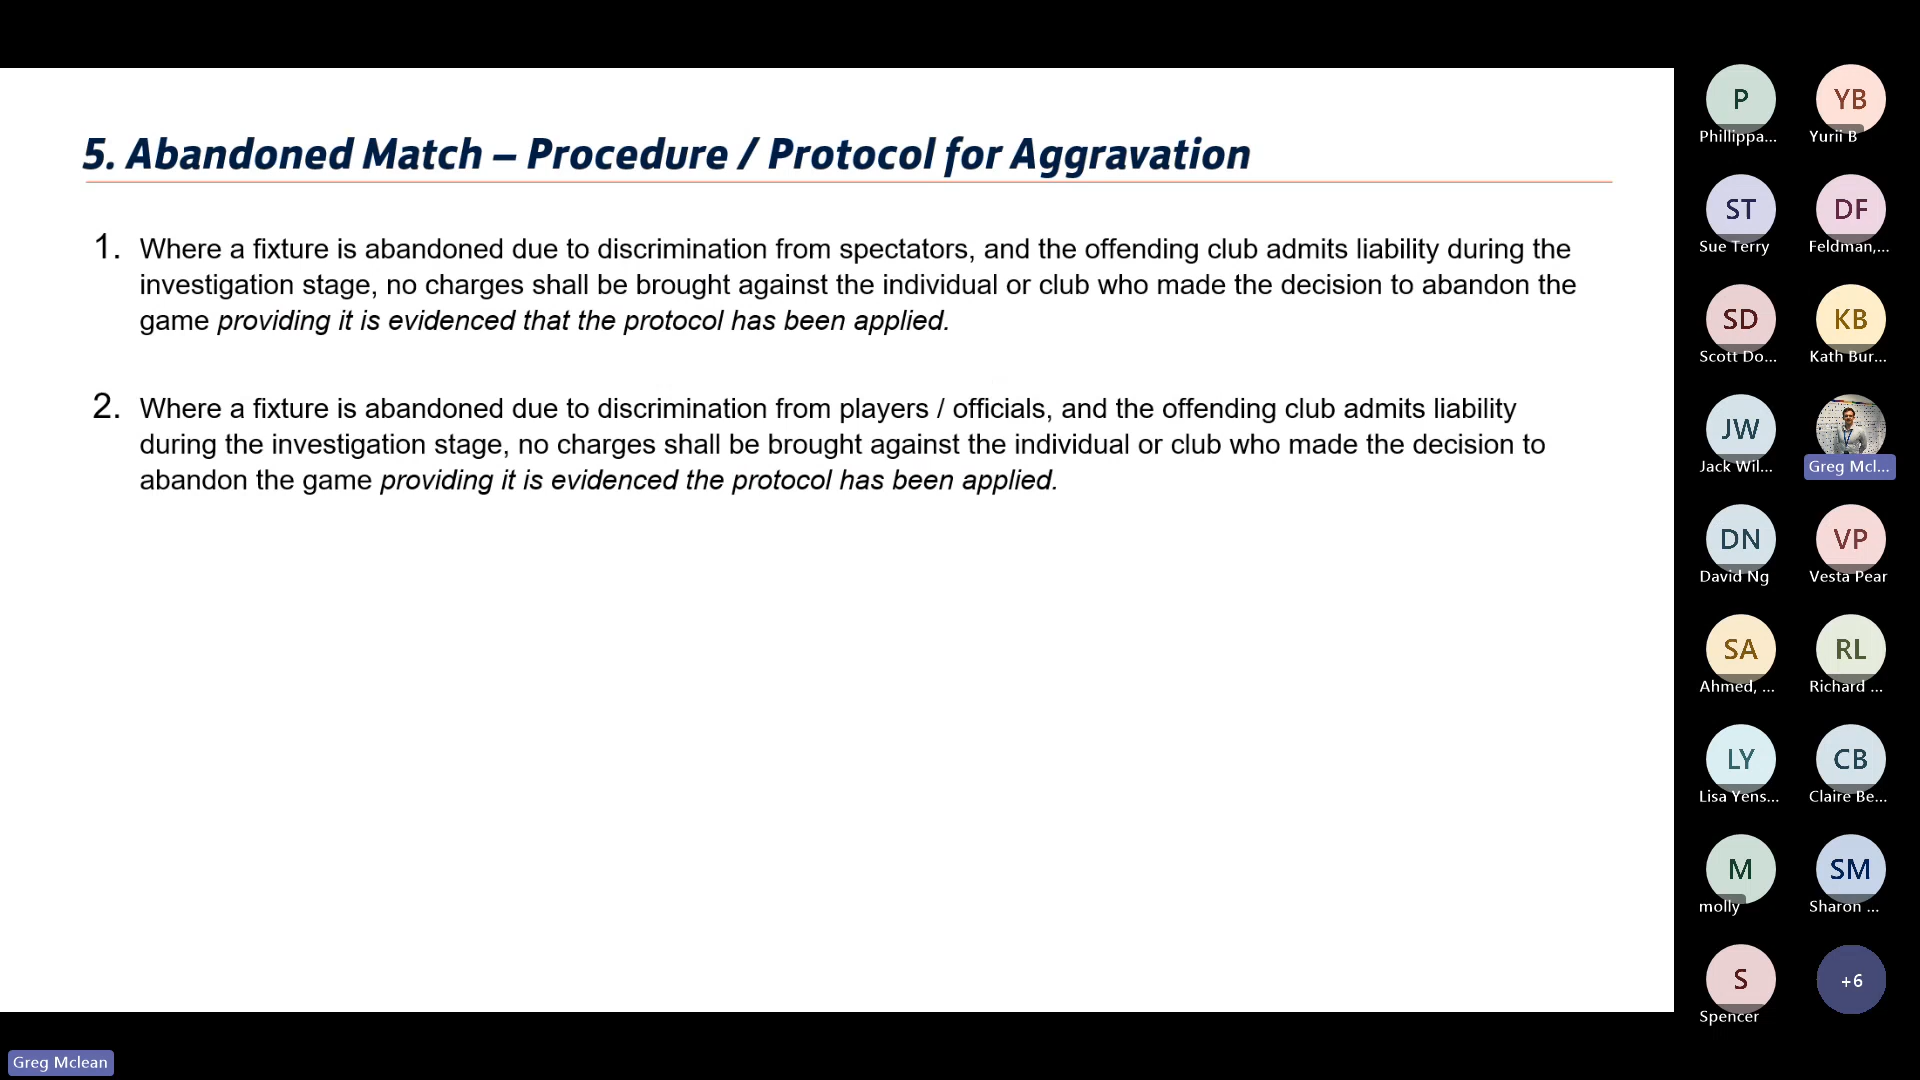 5. Abandoned Match – Procedure / Protocol for Aggravation
1. Where a fixture is abandoned due to discrimination from spectators, and the offending club admits liability during the
investigation stage, no charges shall be brought against the individual or club who made the decision to abandon the
game providing it is evidenced that the protocol has been applied.
2. Where a fixture is abandoned due to discrimination from players / officials, and the offending club admits liability
during the investigation stage, no charges shall be brought against the individual or club who made the decision to
abandon the game providing it is evidenced the protocol has been applied.
P
Phillippa...
YB
Yurii B
ST
Sue Terry
DF
Feldman,...
SD
Scott Do...
KB
Kath Bur...
JW
Jack Wil...
Greg Mcl...
DN
David Ng
VP
Vesta Pear
SA
Ahmed, ...
RL
Richard ...
LY
Lisa Yens...
CB
Claire Be...
M
molly
SM
Sharon ...
S
Spencer
+6
Greg Mclean